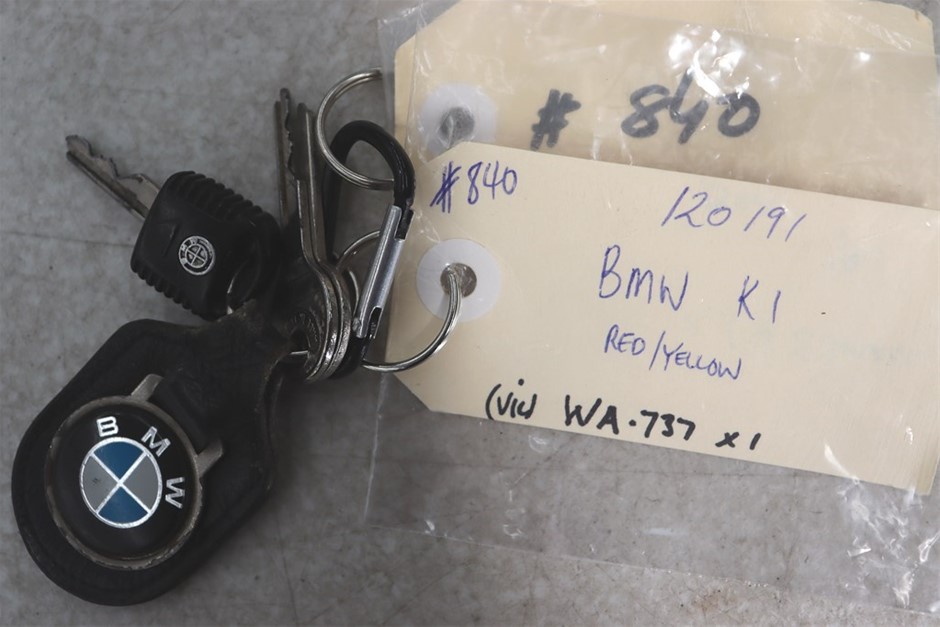 # 840
#840
120191
BMW K1
RED/YELLOW
(Vic) WA·737 x1
BMW